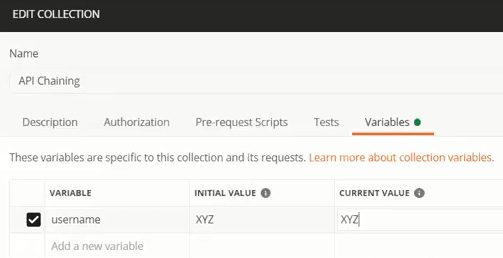 EDIT COLLECTION
Name
API Chaining
Description Authorization Pre-request Scripts Tests Variables
These variables are specific to this collection and its requests. Learn more about collection variables.
VARIABLE INITIAL VALUE CURRENT VALUE
username XYZ XYZ
Add a new variable